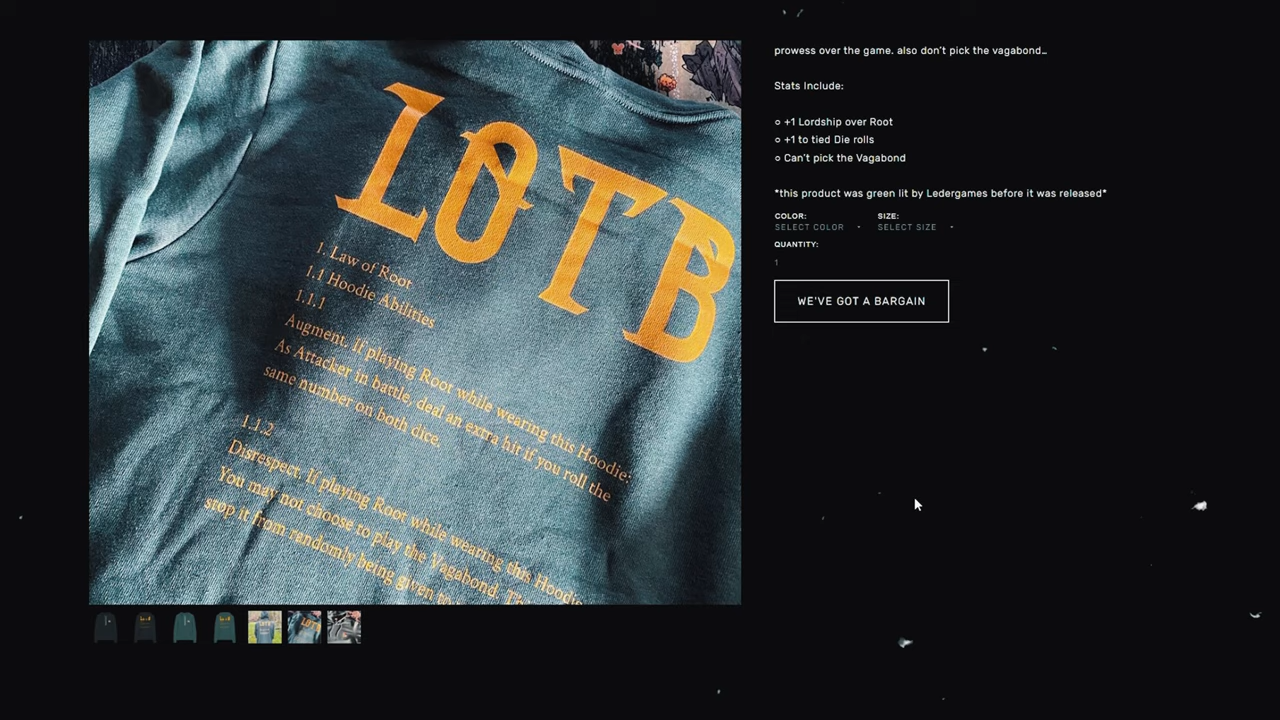 LOTB
1. Law of Root
1.1 Hoodie Abilities
1.1.1
Augment. If playing Root while wearing this Hoodie:
As Attacker in battle, deal an extra hit if you roll the
same number on both dice.
1.1.2
Disrespect. If playing Root while wearing this Hoodie
You may not choose to play the Vagabond.
stop it from randomly being given to
prowess over the game. also don't pick the vagabond…
Stats Include:
○ +1 Lordship over Root
○ +1 to tied Die rolls
○ Can't pick the Vagabond
*this product was green lit by Ledergames before it was released*
COLOR: SIZE:
SELECT COLOR SELECT SIZE
QUANTITY:
1
WE'VE GOT A BARGAIN